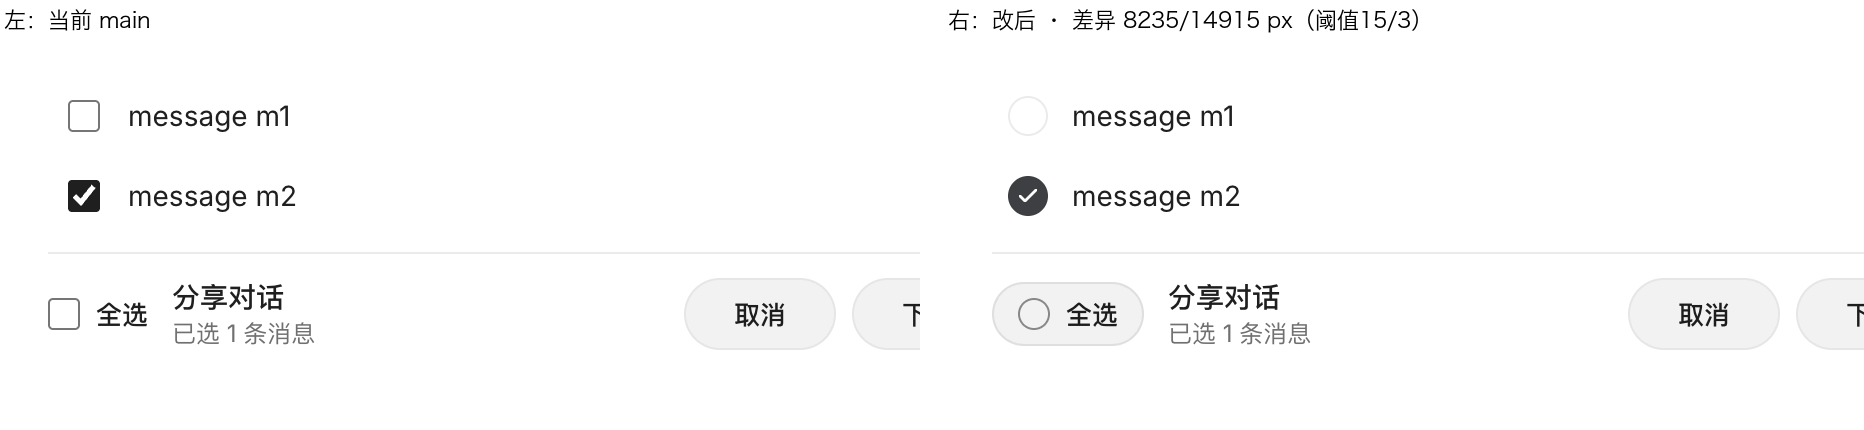 左：当前 main
右：改后 · 差异 8235/14915 px（阈值15/3）
message m1
message m2
全选
分享对话
已选 1 条消息
取消
下
message m1
message m2
全选
分享对话
已选 1 条消息
取消
下